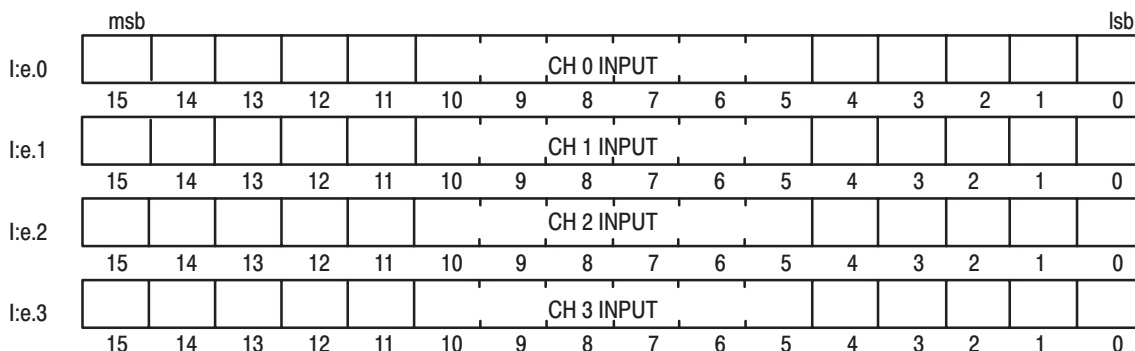 msb lsb
I:e.0 CH 0 INPUT
15 14 13 12 11 10 9 8 7 6 5 4 3 2 1 0
I:e.1 CH 1 INPUT
15 14 13 12 11 10 9 8 7 6 5 4 3 2 1 0
I:e.2 CH 2 INPUT
15 14 13 12 11 10 9 8 7 6 5 4 3 2 1 0
I:e.3 CH 3 INPUT
15 14 13 12 11 10 9 8 7 6 5 4 3 2 1 0